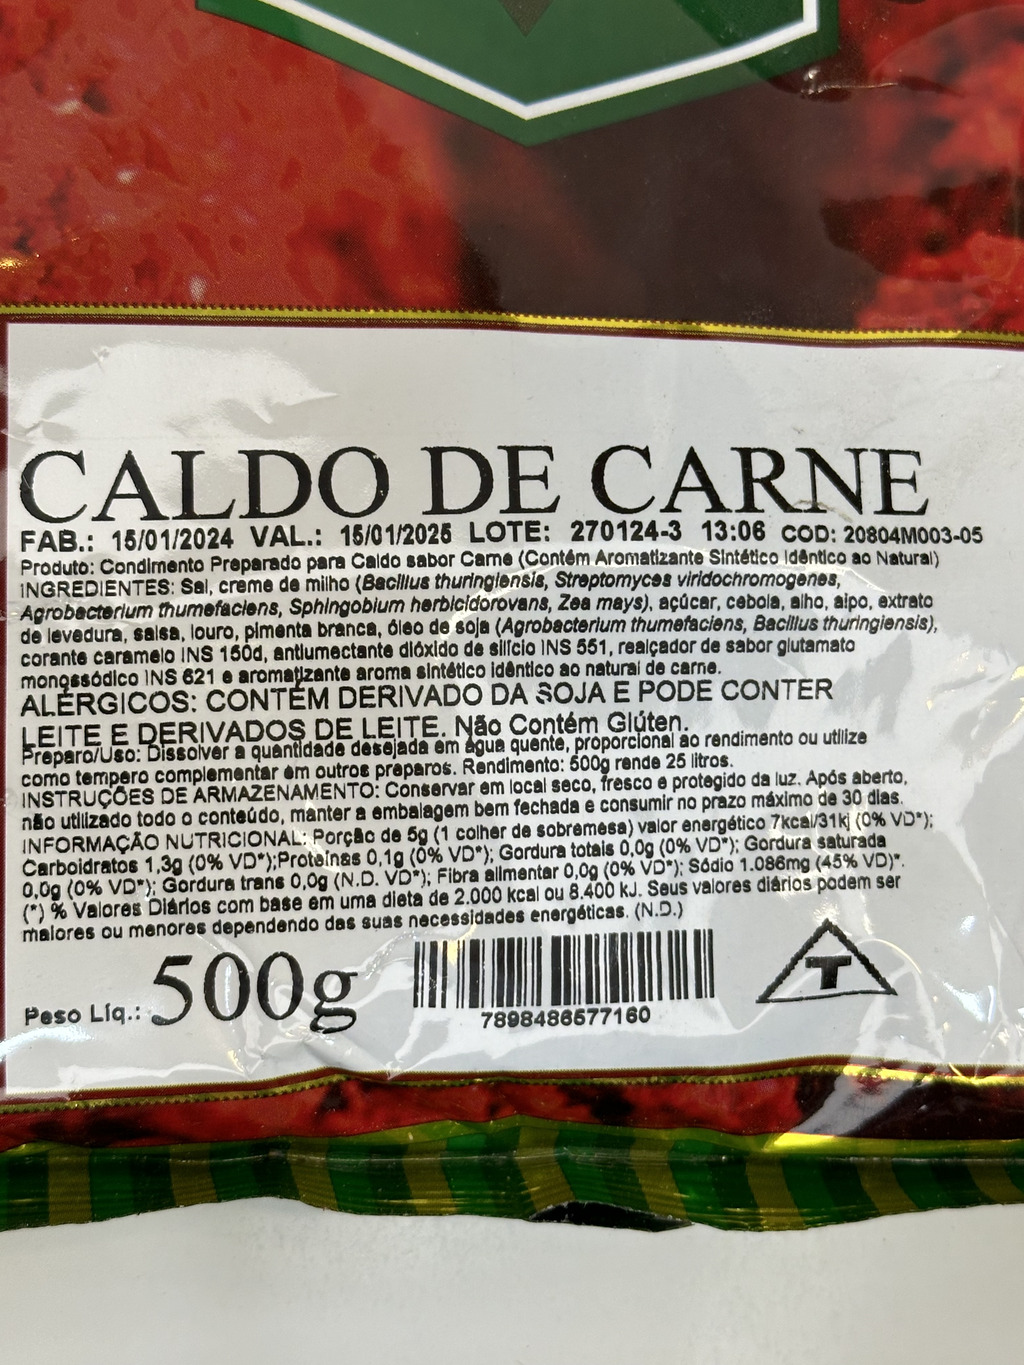 CALDO DE CARNE
FAB.: 15/01/2024 VAL.: 15/01/2025 LOTE: 270124-3 13:06 COD: 20804M003-05
Produto: Condimento Preparado para Caldo sabor Carne (Contém Aromatizante Sintético Idêntico ao Natural)
INGREDIENTES: Sal, creme de milho (Bacillus thuringiensis, Streptomyces viridochromogenes,
Agrobacterium thumefaciens, Sphingobium herbicidorovans, Zea mays), açúcar, cebola, alho, aipo, extrato
de levedura, salsa, louro, pimenta branca, óleo de soja (Agrobacterium thumefaciens, Bacillus thuringiensis),
corante caramelo INS 150d, antiumectante dióxido de silício INS 551, realçador de sabor glutamato
monossódico INS 621 e aromatizante aroma sintético idêntico ao natural de carne.
ALÉRGICOS: CONTÉM DERIVADO DA SOJA E PODE CONTER
LEITE E DERIVADOS DE LEITE. Não Contém Glúten.
Preparo/Uso: Dissolver a quantidade desejada em água quente, proporcional ao rendimento ou utilize
como tempero complementar em outros preparos. Rendimento: 500g rende 25 litros.
INSTRUÇÕES DE ARMAZENAMENTO: Conservar em local seco, fresco e protegido da luz. Após aberto,
não utilizado todo o conteúdo, manter a embalagem bem fechada e consumir no prazo máximo de 30 dias.
INFORMAÇÃO NUTRICIONAL: Porção de 5g (1 colher de sobremesa) valor energético 7kcal/31kj (0% VD*);
Carboidratos 1,3g (0% VD*);Proteínas 0,1g (0% VD*); Gordura totais 0,0g (0% VD*); Gordura saturada
0,0g (0% VD*); Gordura trans 0,0g (N.D. VD*); Fibra alimentar 0,0g (0% VD*); Sódio 1.086mg (45% VD)*.
(*) % Valores Diários com base em uma dieta de 2.000 kcal ou 8.400 kJ. Seus valores diários podem ser
maiores ou menores dependendo das suas necessidades energéticas. (N.D.)
Peso Líq.: 500g
7898486577160
T